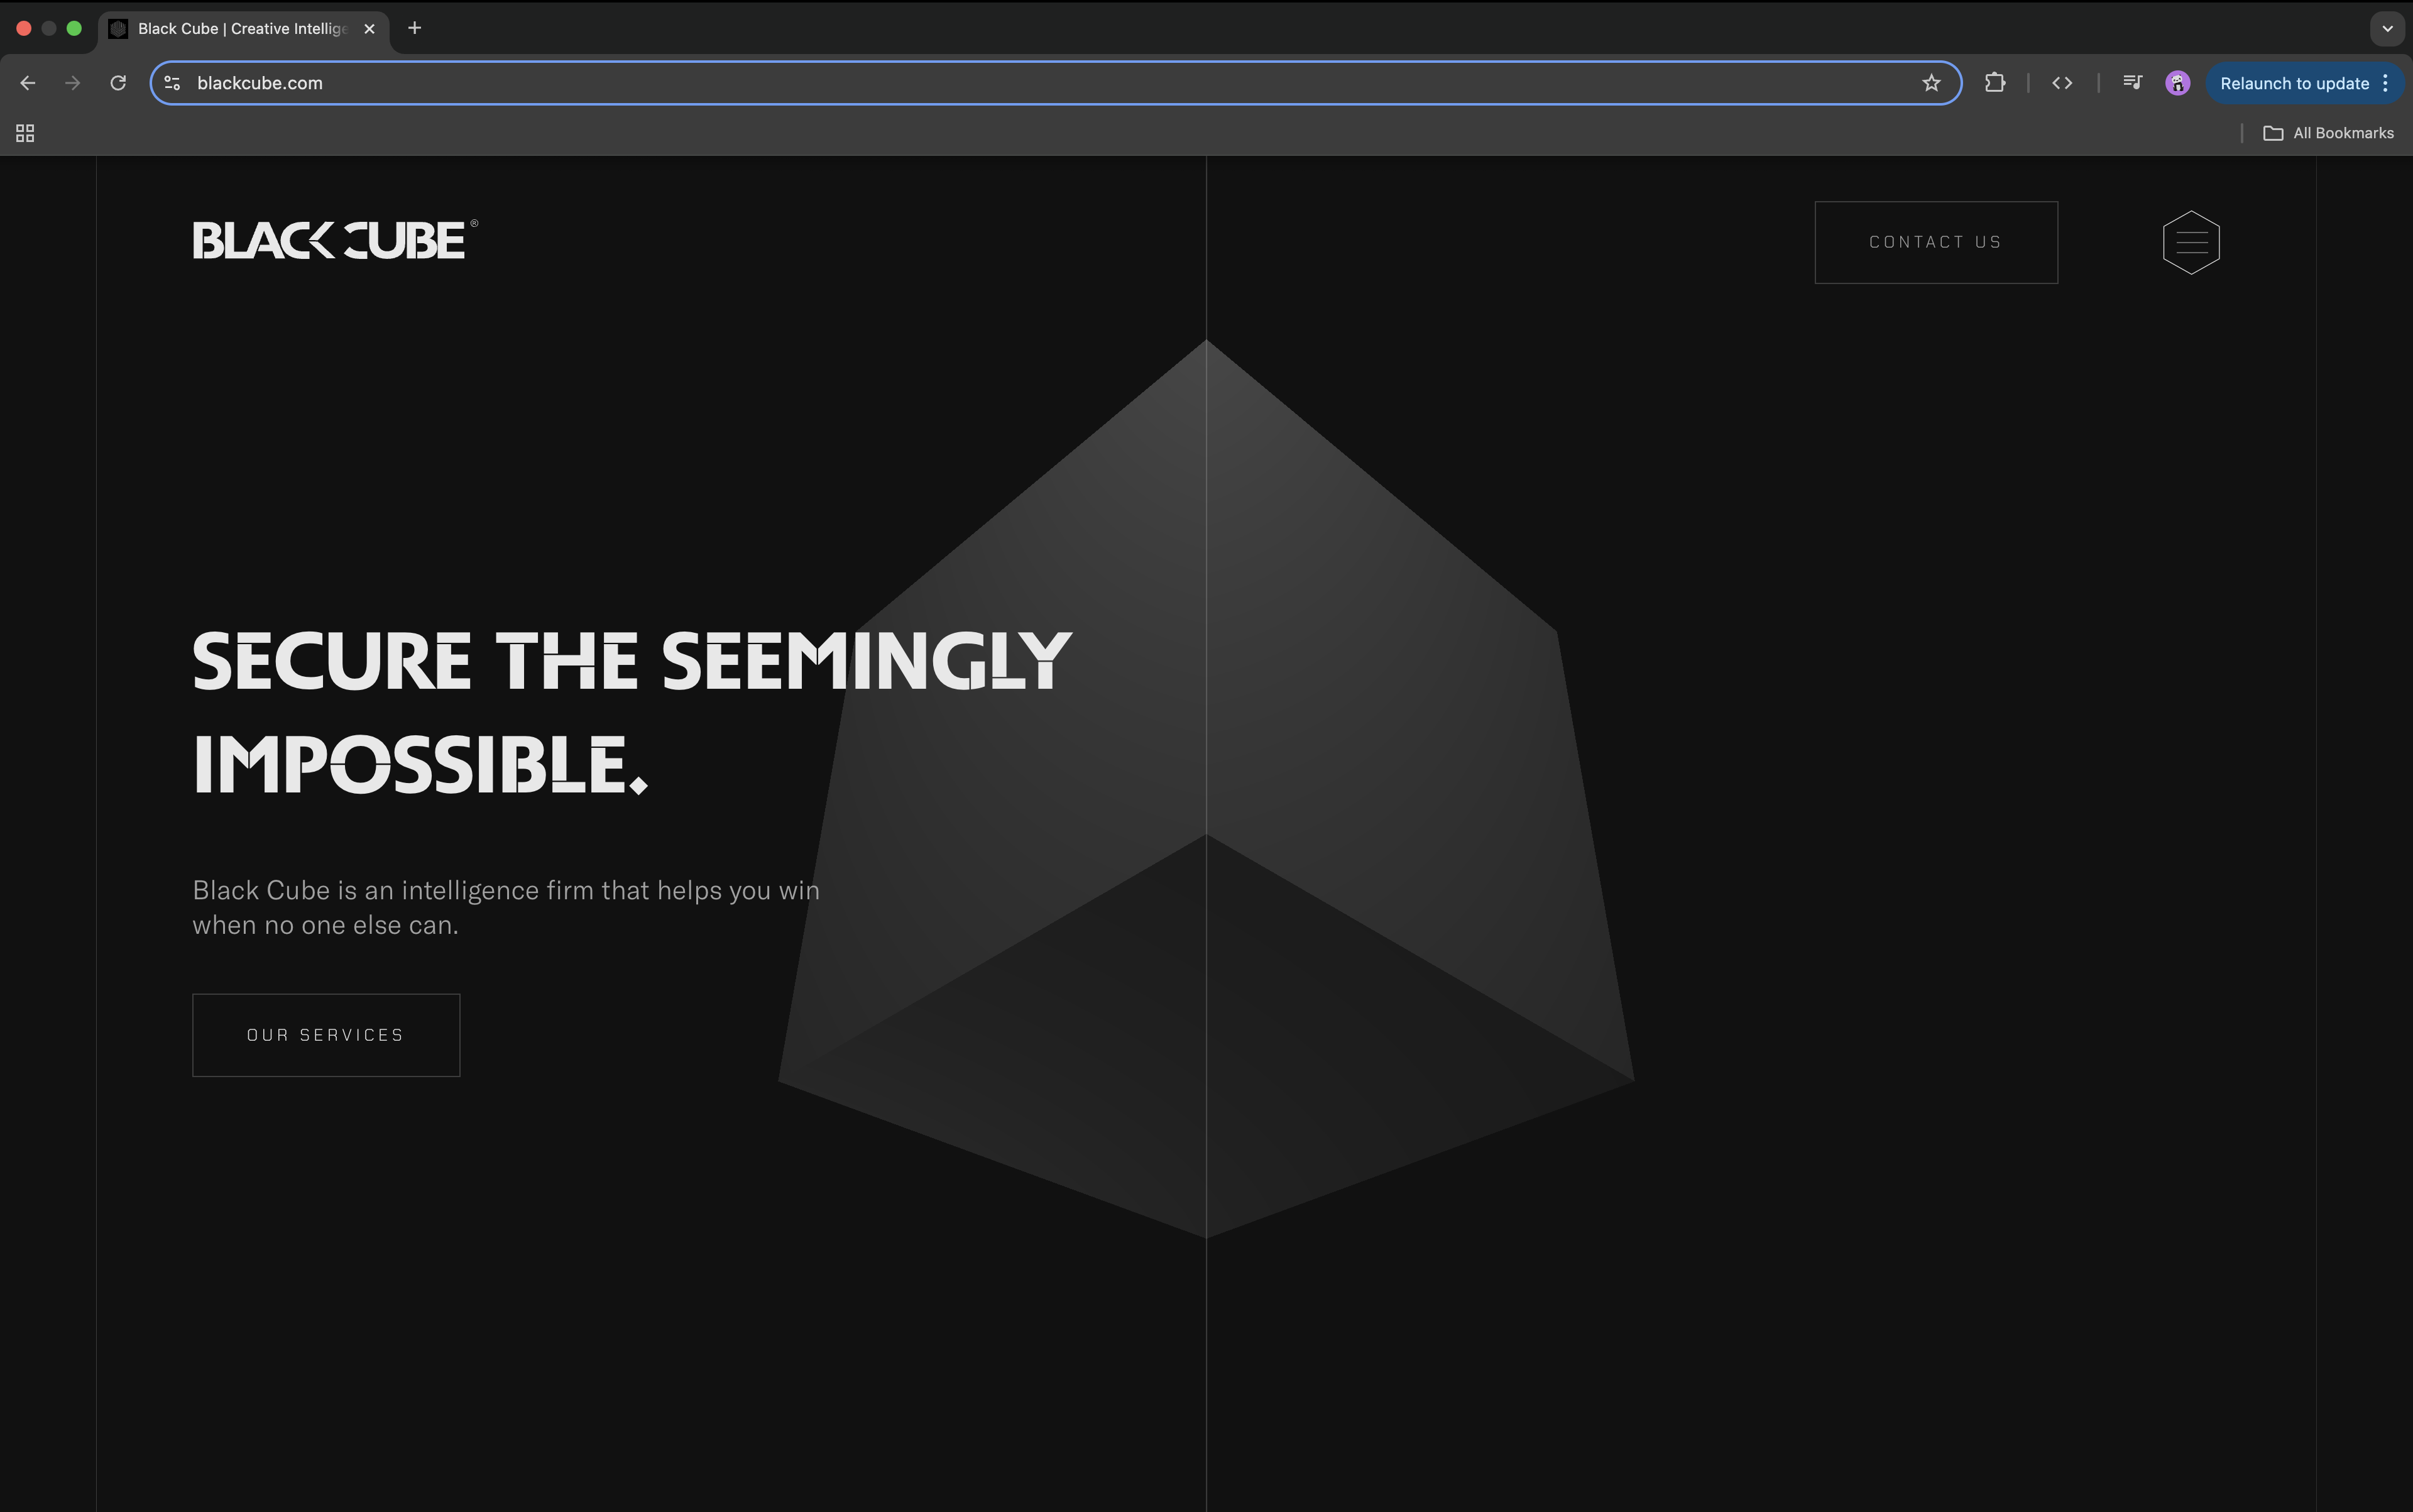 Black Cube | Creative Intellige
blackcube.com
Relaunch to update
All Bookmarks
BLACK CUBE®
CONTACT US
SECURE THE SEEMINGLY
IMPOSSIBLE.
Black Cube is an intelligence firm that helps you win
when no one else can.
OUR SERVICES